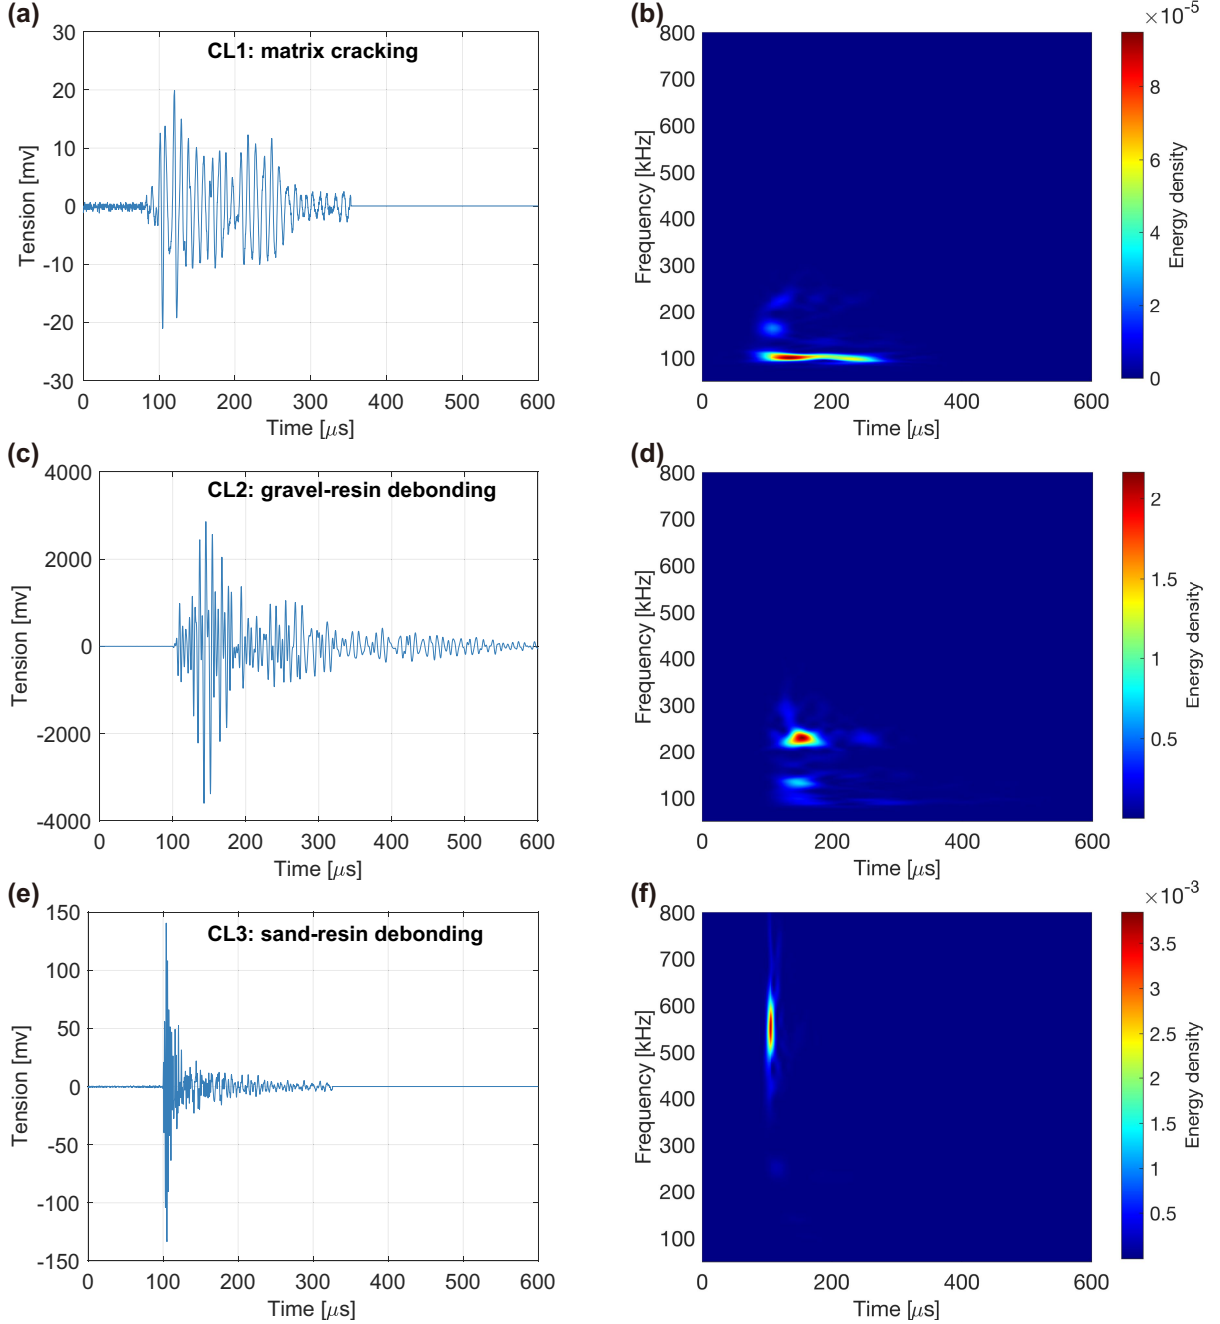 (a)
CL1: matrix cracking
30
20
10
0
-10
-20
-30
Tension [mv]
0 100 200 300 400 500 600
Time [μs]
(b)
×10-5
800
700
600
500
400
300
200
100
Frequency [kHz]
0 200 400 600
Time [μs]
8
6
4
2
0
Energy density
(c)
CL2: gravel-resin debonding
4000
2000
0
-2000
-4000
Tension [mv]
0 100 200 300 400 500 600
Time [μs]
(d)
800
700
600
500
400
300
200
100
Frequency [kHz]
0 200 400 600
Time [μs]
2
1.5
1
0.5
Energy density
(e)
CL3: sand-resin debonding
150
100
50
0
-50
-100
-150
Tension [mv]
0 100 200 300 400 500 600
Time [μs]
(f)
×10-3
800
700
600
500
400
300
200
100
Frequency [kHz]
0 200 400 600
Time [μs]
3.5
3
2.5
2
1.5
1
0.5
Energy density